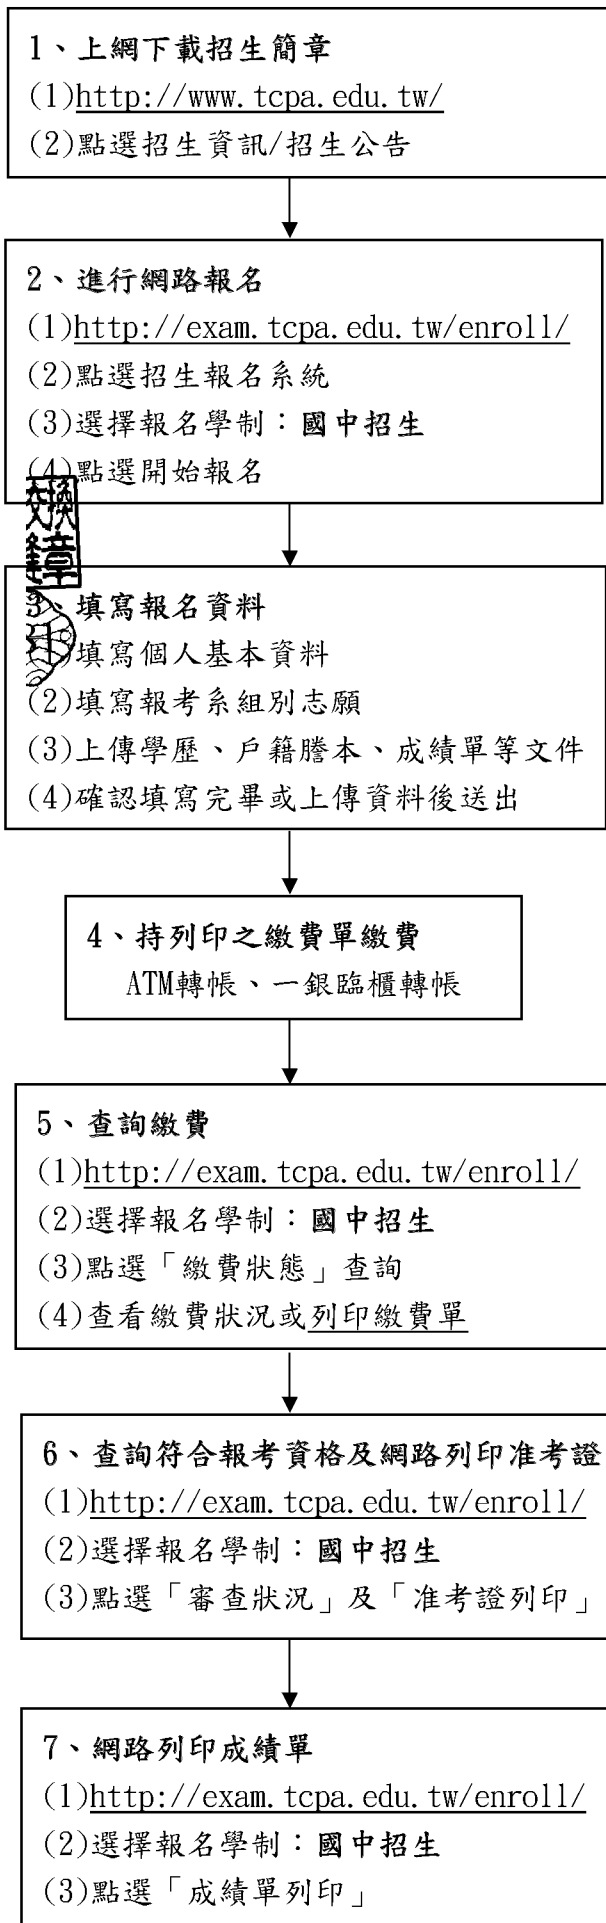 1、上網下載招生簡章
(1)http://www.tcpa.edu.tw/
(2)點選招生資訊/招生公告
2、進行網路報名
(1)http://exam.tcpa.edu.tw/enroll/
(2)點選招生報名系統
(3)選擇報名學制：國中招生
(4)點選開始報名
換
章
3、填寫報名資料
填寫個人基本資料
(2)填寫報考系組別志願
(3)上傳學歷、戶籍謄本、成績單等文件
(4)確認填寫完畢或上傳資料後送出
4、持列印之繳費單繳費
ATM轉帳、一銀臨櫃轉帳
5、查詢繳費
(1)http://exam.tcpa.edu.tw/enroll/
(2)選擇報名學制：國中招生
(3)點選「繳費狀態」查詢
(4)查看繳費狀況或列印繳費單
6、查詢符合報考資格及網路列印准考證
(1)http://exam.tcpa.edu.tw/enroll/
(2)選擇報名學制：國中招生
(3)點選「審查狀況」及「准考證列印」
7、網路列印成績單
(1)http://exam.tcpa.edu.tw/enroll/
(2)選擇報名學制：國中招生
(3)點選「成績單列印」